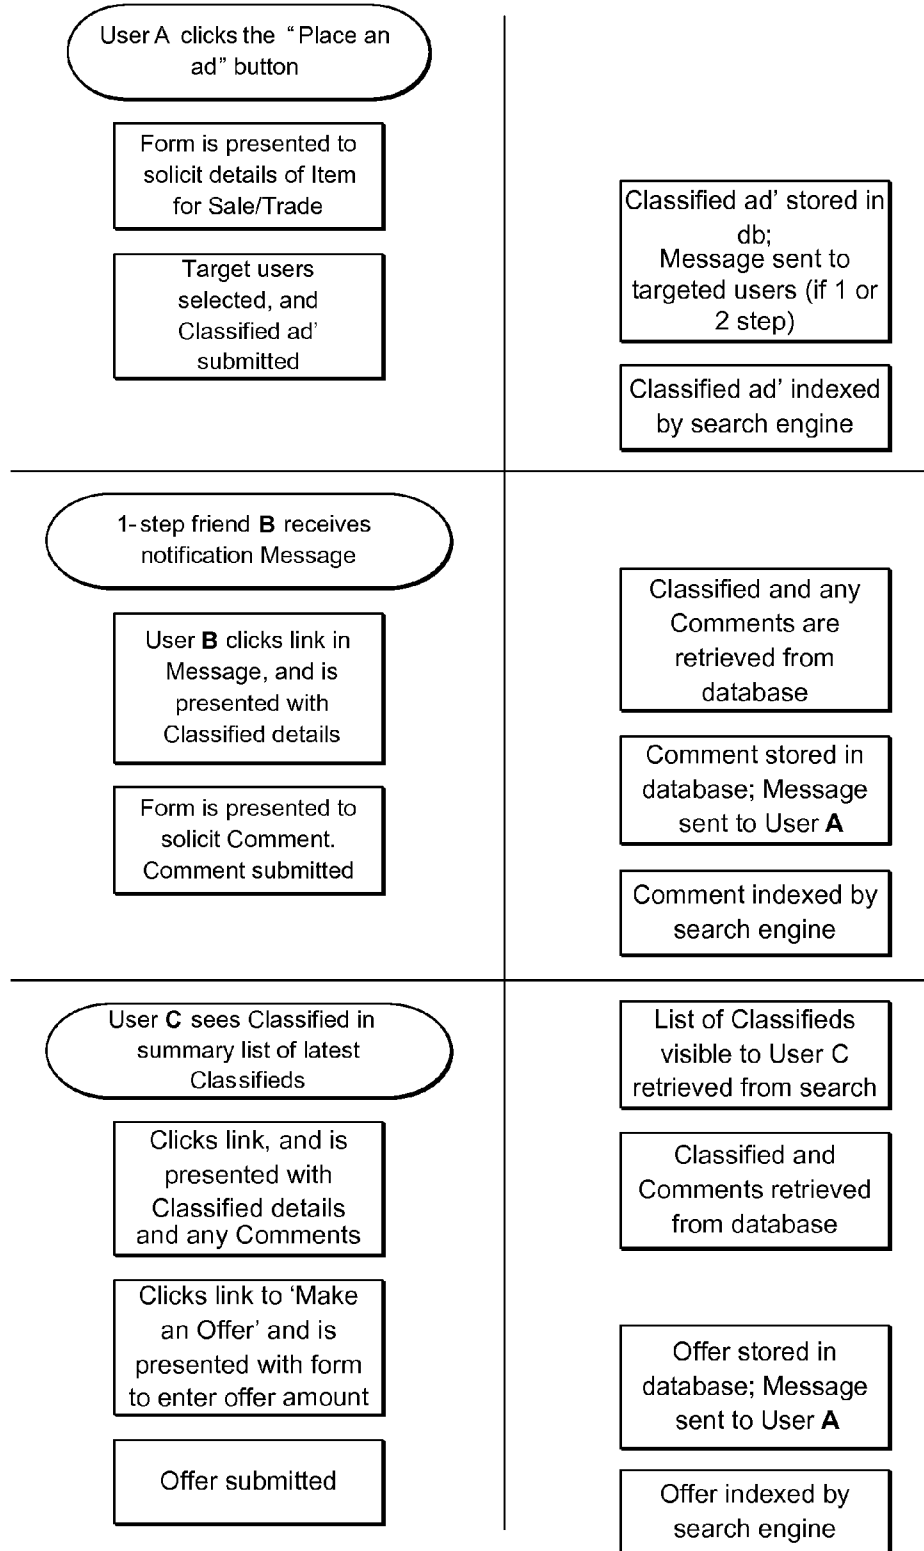 User A clicks the “Place an
ad” button
Form is presented to
solicit details of Item
for Sale/Trade
Target users
selected, and
Classified ad’
submitted
Classified ad’ stored in
db;
Message sent to
targeted users (if 1 or
2 step)
Classified ad’ indexed
by search engine
1-step friend B receives
notification Message
User B clicks link in
Message, and is
presented with
Classified details
Form is presented to
solicit Comment.
Comment submitted
Classified and any
Comments are
retrieved from
database
Comment stored in
database; Message
sent to User A
Comment indexed by
search engine
User C sees Classified in
summary list of latest
Classifieds
Clicks link, and is
presented with
Classified details
and any Comments
Clicks link to ‘Make
an Offer’ and is
presented with form
to enter offer amount
Offer submitted
List of Classifieds
visible to User C
retrieved from search
Classified and
Comments retrieved
from database
Offer stored in
database; Message
sent to User A
Offer indexed by
search engine